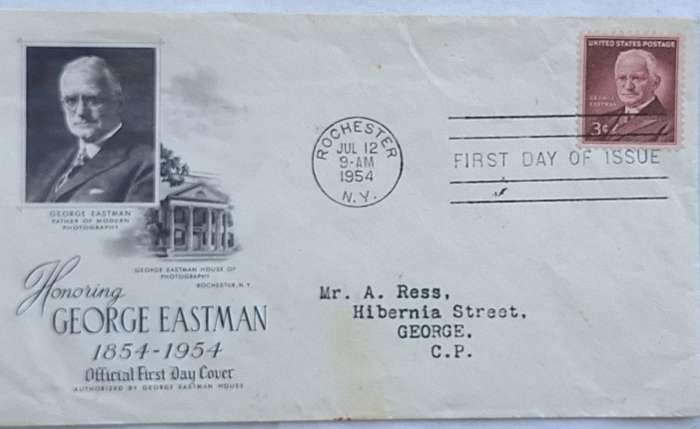 GEORGE EASTMAN
FATHER OF MODERN
PHOTOGRAPHY
GEORGE EASTMAN HOUSE OF
PHOTOGRAPHY
ROCHESTER, N.Y.
Honoring
GEORGE EASTMAN
1854-1954
Official First Day Cover
AUTHORIZED BY GEORGE EASTMAN HOUSE
ROCHESTER
JUL 12
9-AM
1954
N.Y.
UNITED STATES POSTAGE
GEORGE
EASTMAN
3¢
FIRST DAY OF ISSUE
Mr. A. Ress,
Hibernia Street,
GEORGE.
C.P.